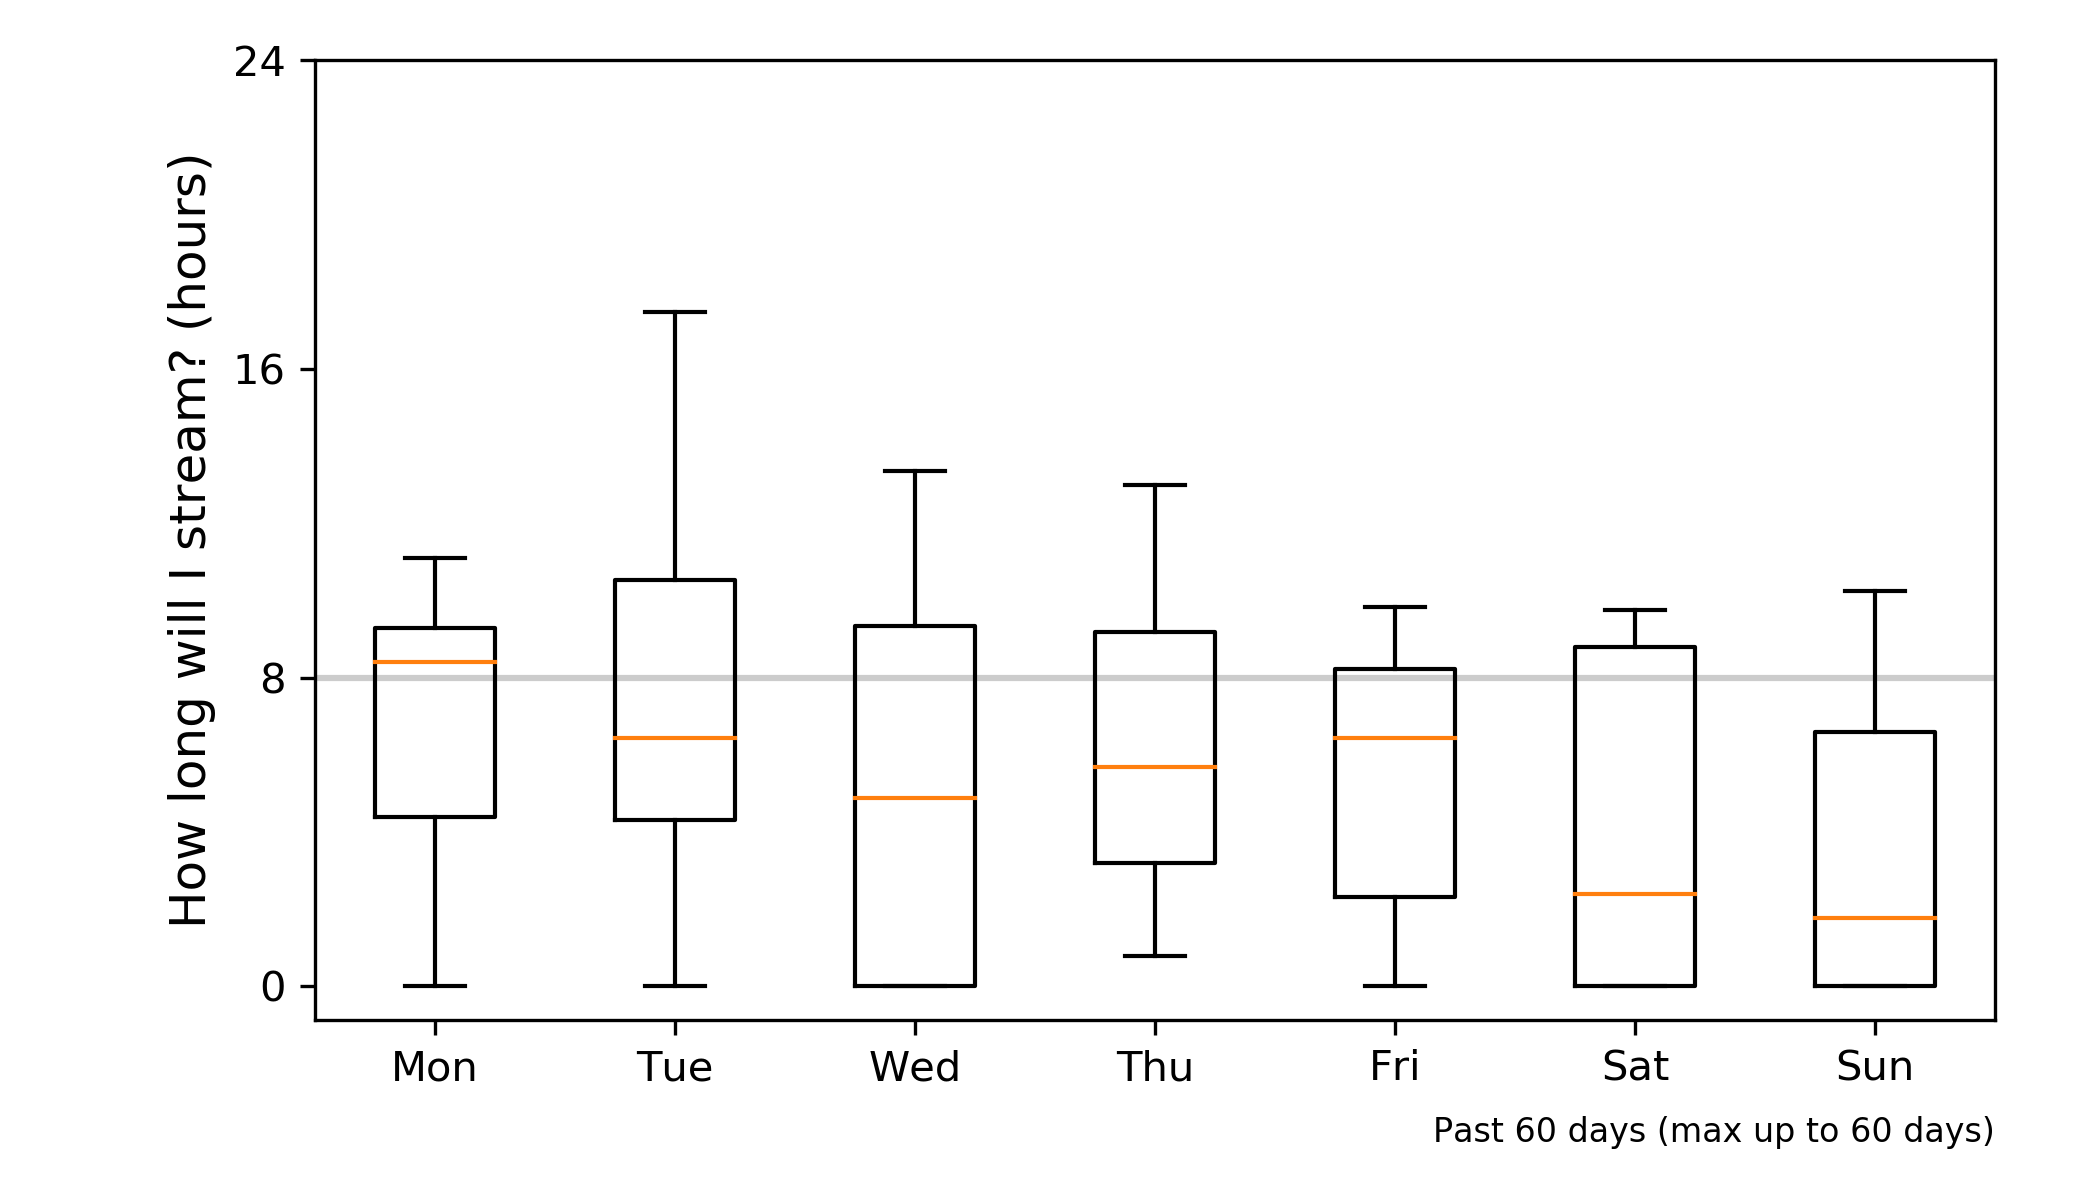 How long will I stream? (hours)
24
16
8
0
Mon Tue Wed Thu Fri Sat Sun
Past 60 days (max up to 60 days)